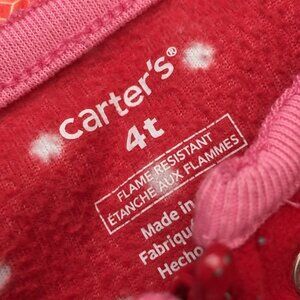 carter's®
4t
FLAME RESISTANT
ÉTANCHE AUX FLAMMES
Made in
Fabriqu
Hecho